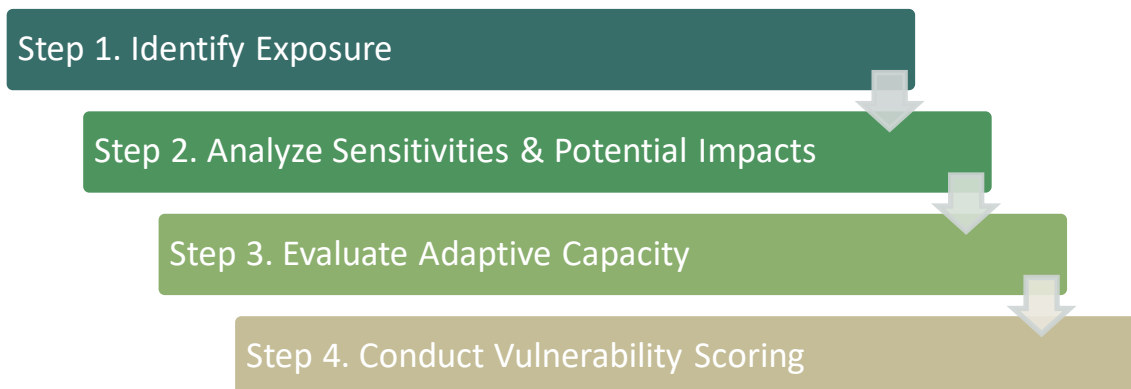 Step 1. Identify Exposure
Step 2. Analyze Sensitivities & Potential Impacts
Step 3. Evaluate Adaptive Capacity
Step 4. Conduct Vulnerability Scoring